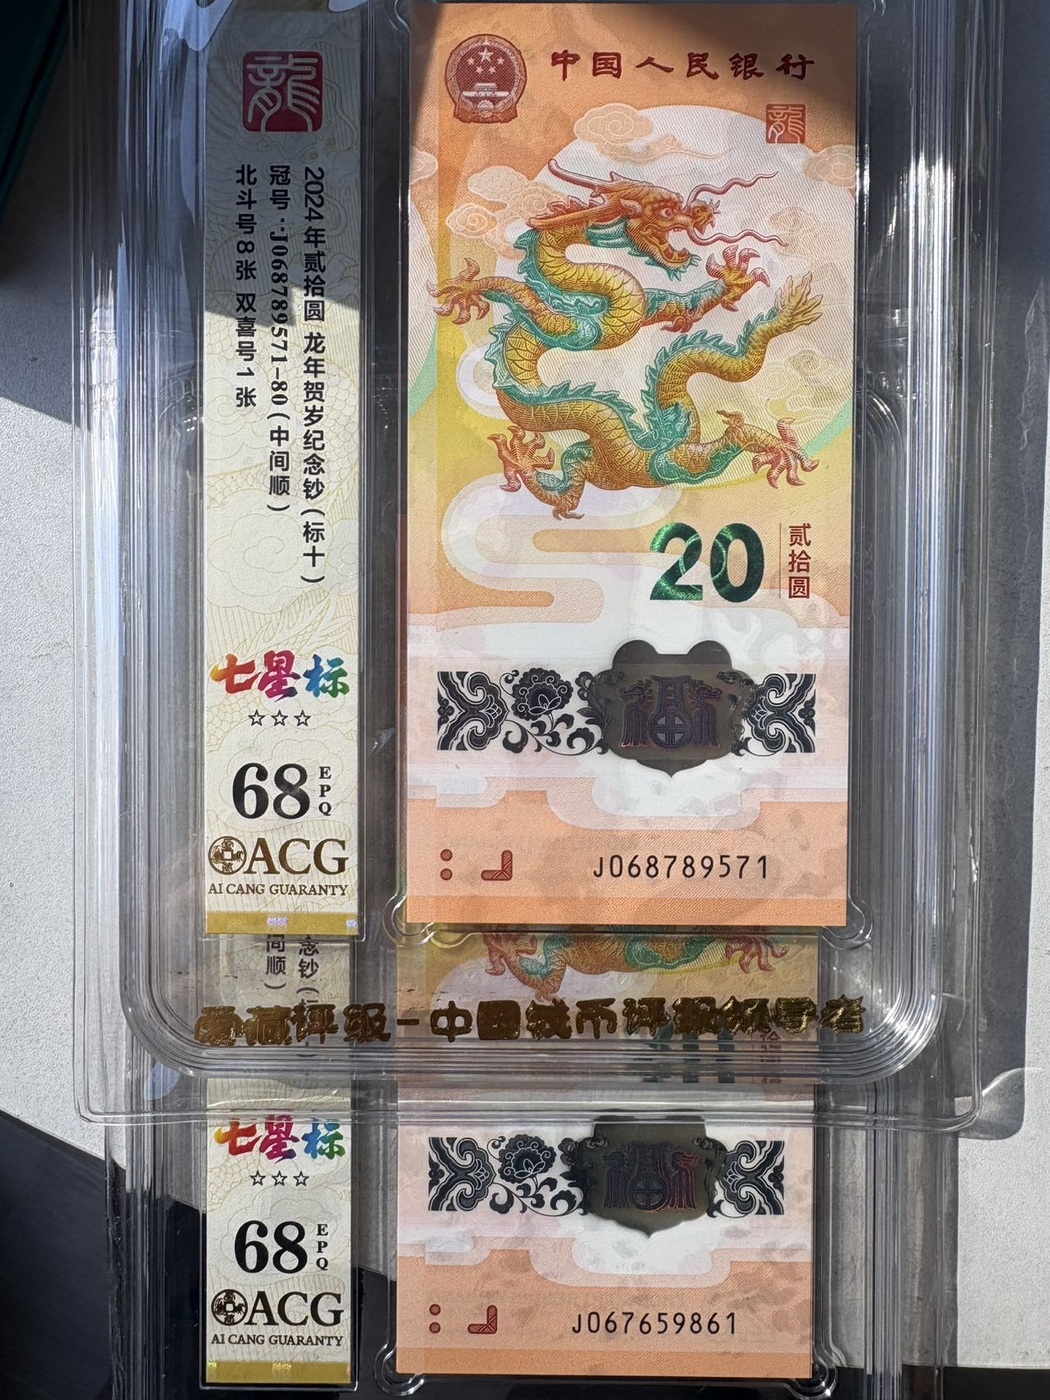 龍
2024年贰拾圆 龙年贺岁纪念钞(标十)
冠号:J068789571-80(中间顺)
北斗号8张 双喜号1张
七星标
☆☆☆
68
EPQ
ACG
AI CANG GUARANTY
中国人民银行
龍
20
贰拾圆
J068789571
念钞(标
间顺)
爱藏评级-中国钱币评级领导者
七星标
☆☆☆
68
EPQ
ACG
AI CANG GUARANTY
J067659861